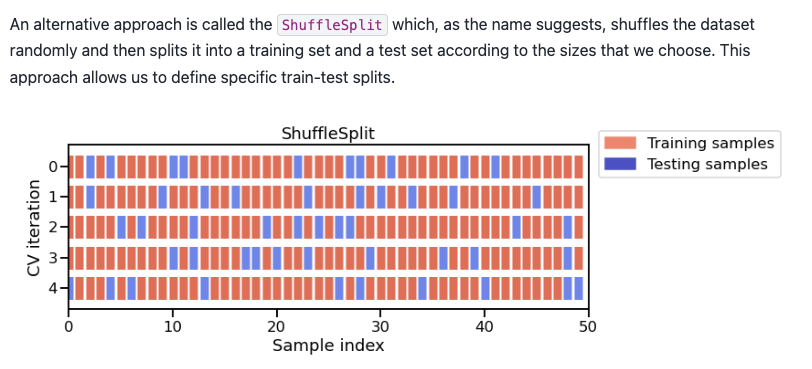 An alternative approach is called the ShuffleSplit which, as the name suggests, shuffles the dataset
randomly and then splits it into a training set and a test set according to the sizes that we choose. This
approach allows us to define specific train-test splits.
ShuffleSplit
Training samples
Testing samples
CV iteration
0
1
2
3
4
0 10 20 30 40 50
Sample index